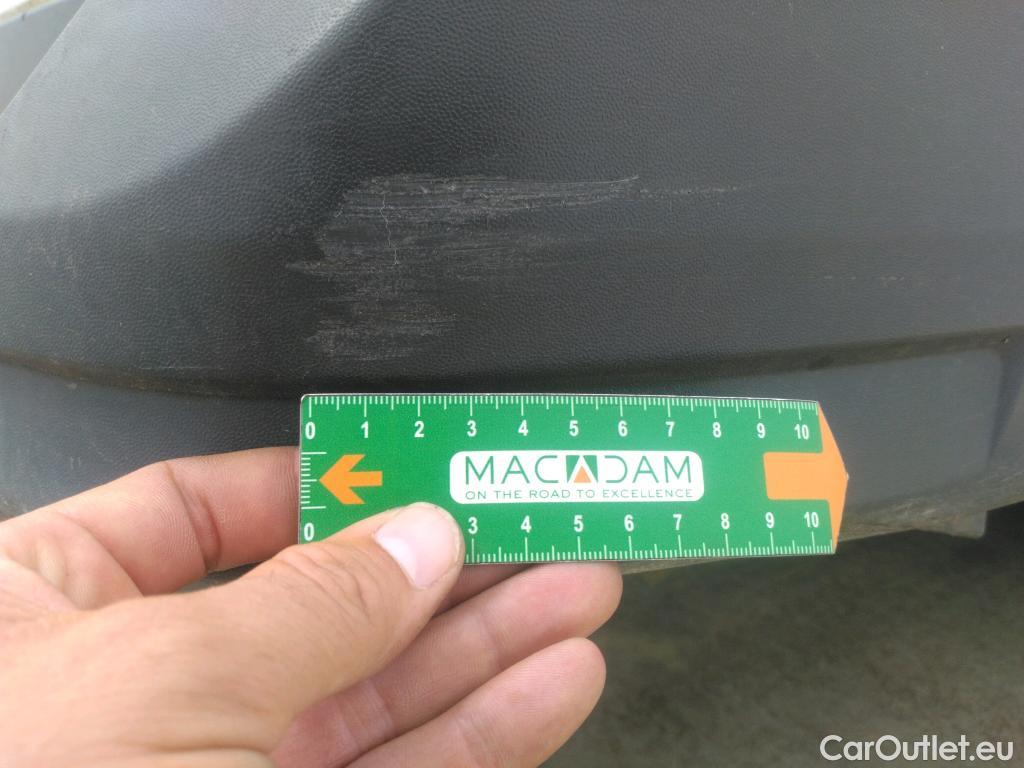 0 1 2 3 4 5 6 7 8 9 10
MACADAM
ON THE ROAD TO EXCELLENCE
0 3 4 5 6 7 8 9 10
CarOutlet.eu